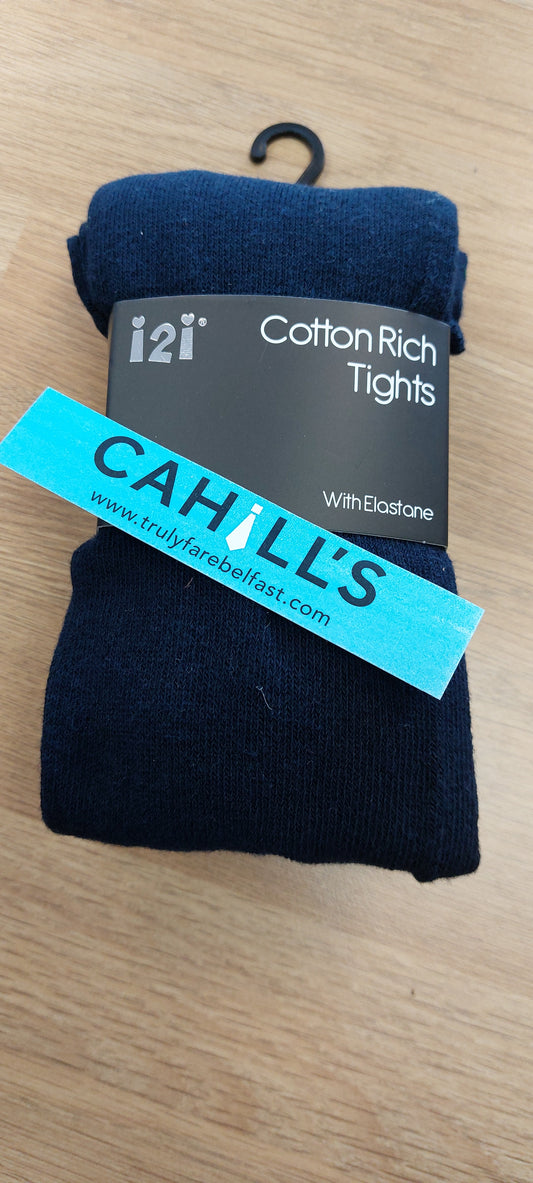 i2i®
Cotton Rich
Tights
With Elastane
CAHiLL'S
www.trulyfarebelfast.com